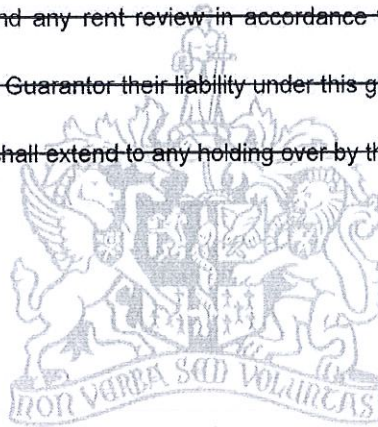 nd any rent review in accordance
Guarantor their liability under this g
hall extend to any holding over by th
NON VERBA SED VOLUNTAS